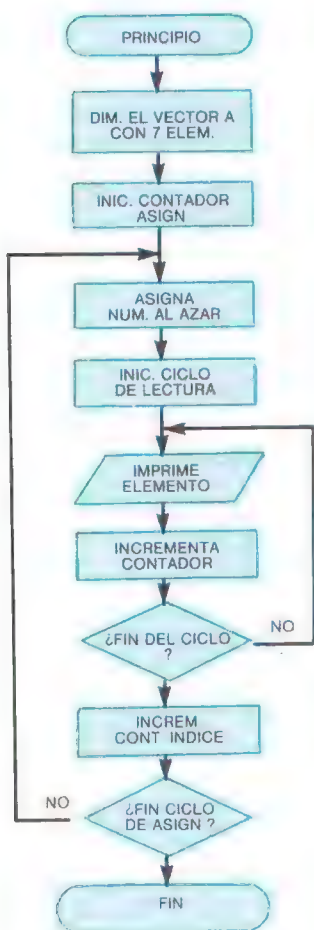 PRINCIPIO
DIM. EL VECTOR A
CON 7 ELEM.
INIC. CONTADOR
ASIGN
ASIGNA
NUM. AL AZAR
INIC. CICLO
DE LECTURA
IMPRIME
ELEMENTO
INCREMENTA
CONTADOR
¿FIN DEL CICLO
?
NO
INCREM
CONT INDICE
NO
¿FIN CICLO
DE ASIGN ?
FIN